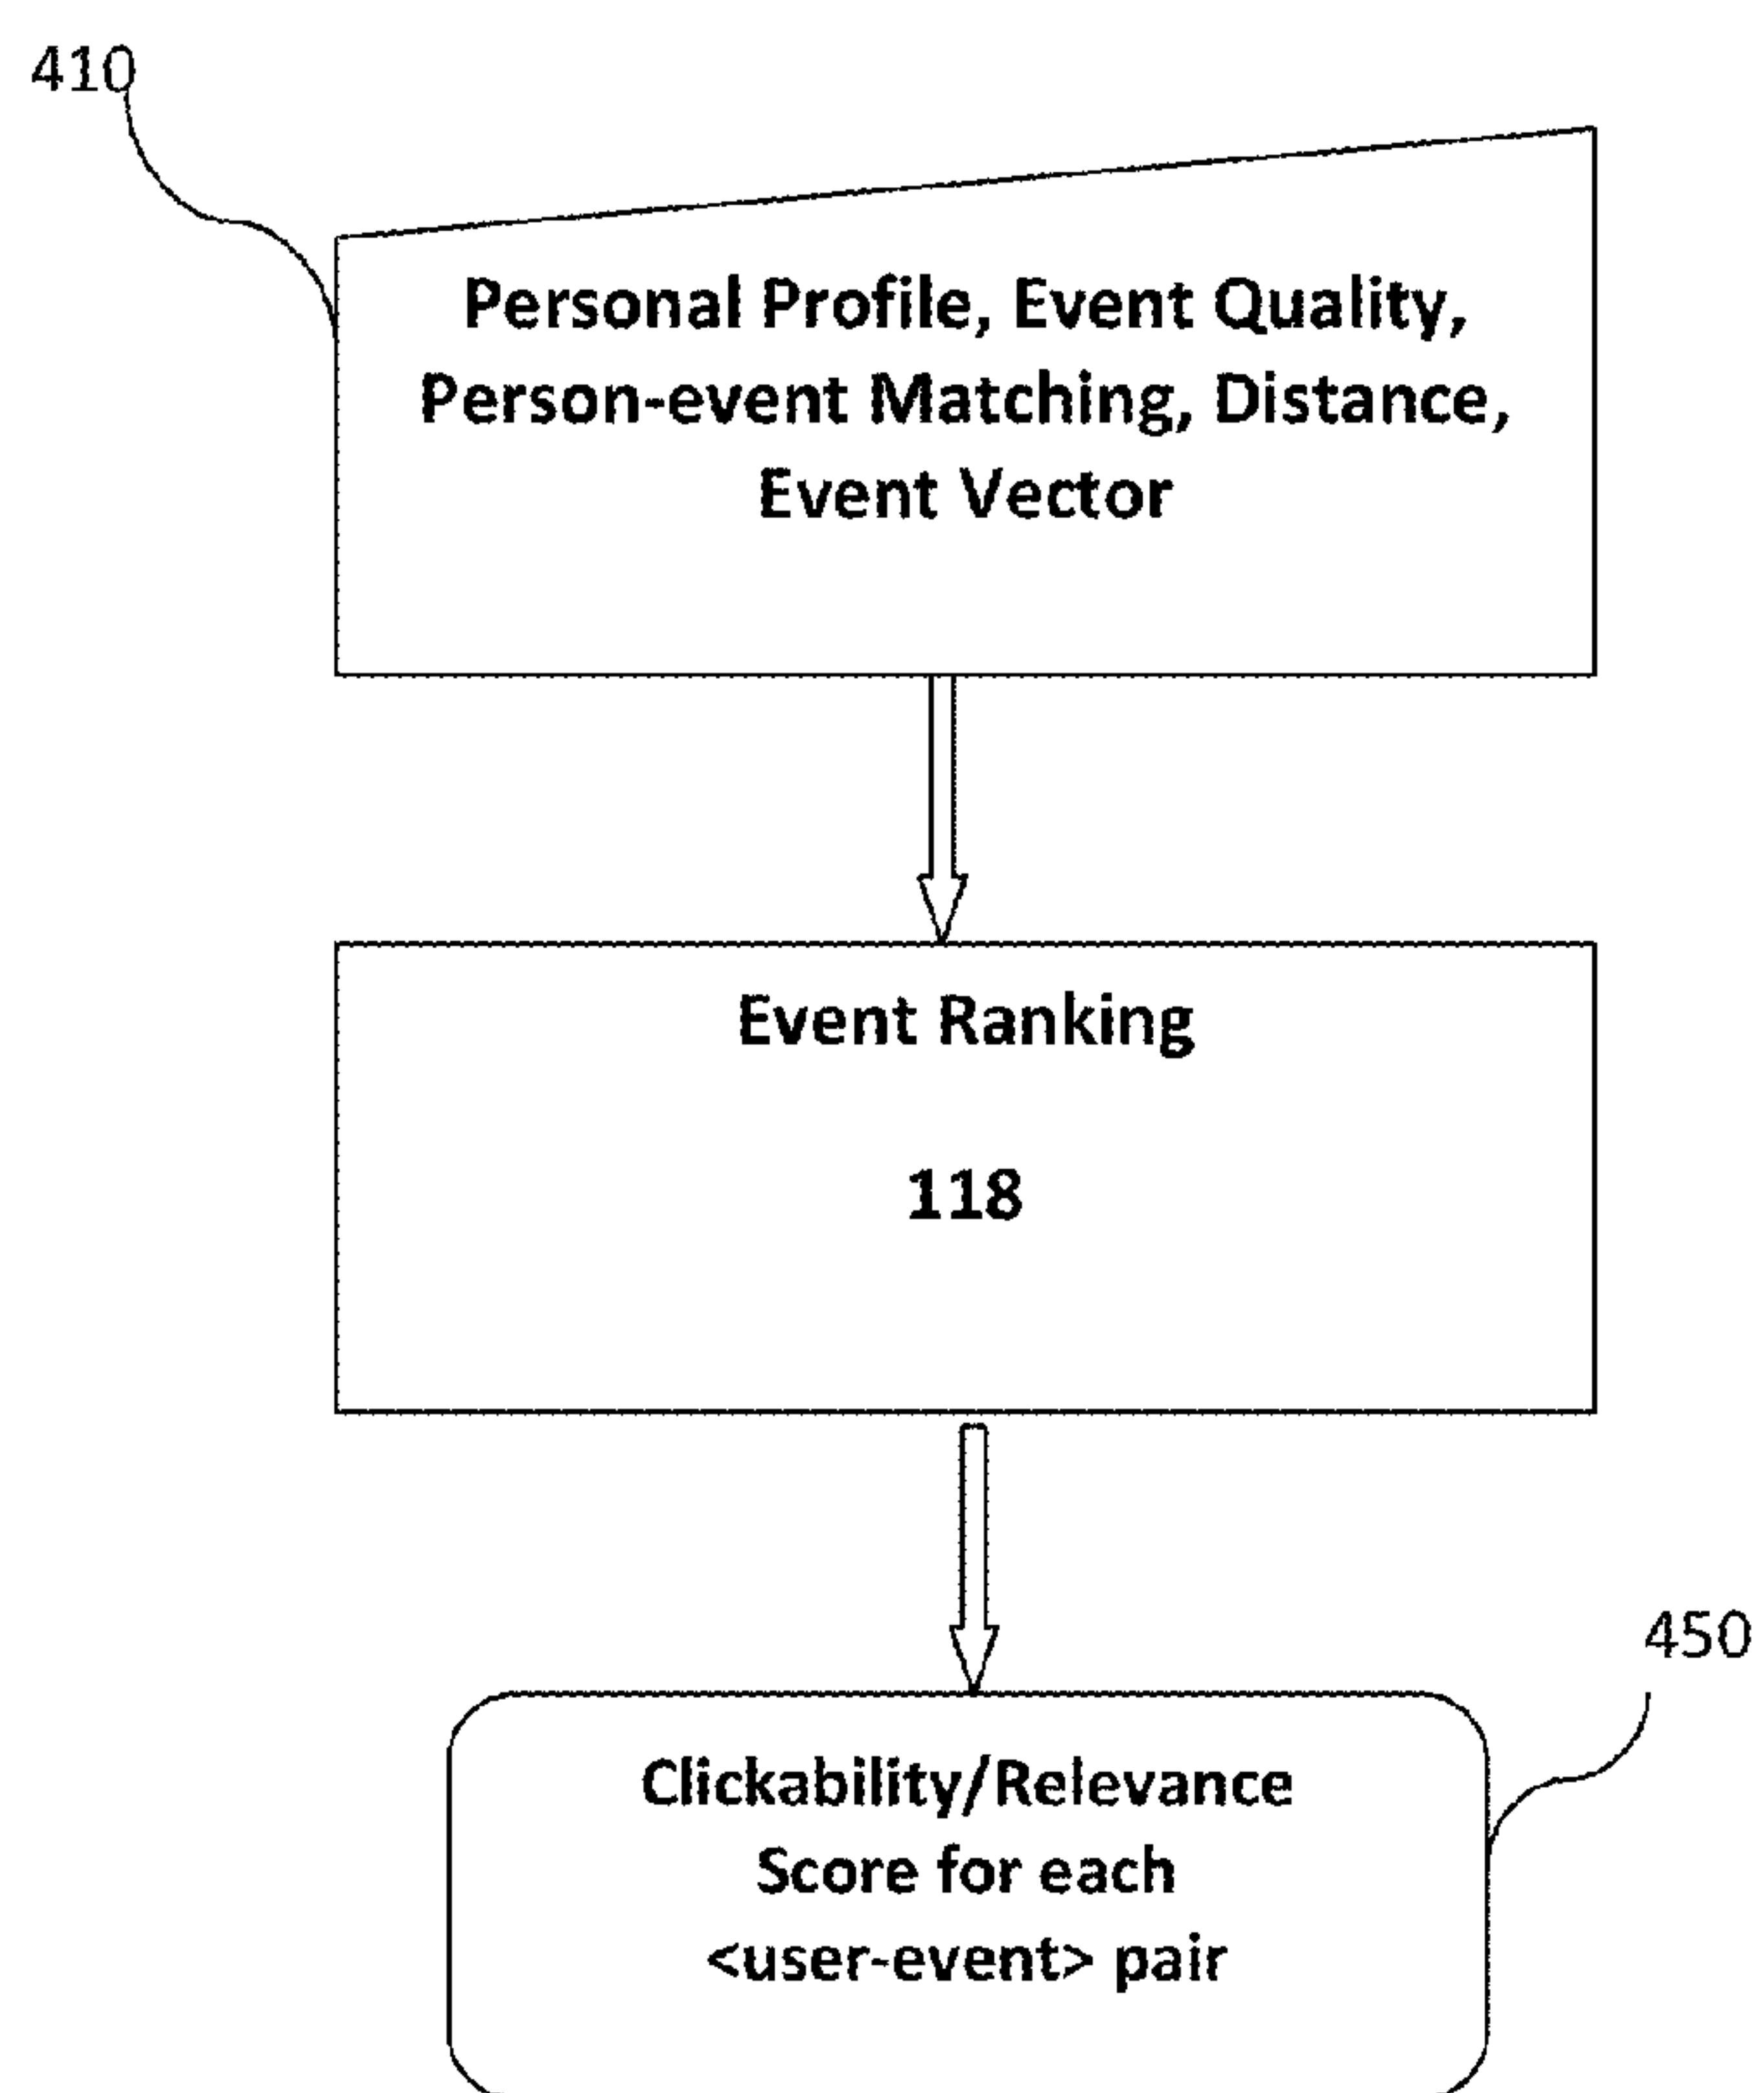 410
Personal Profile, Event Quality,
Person-event Matching, Distance,
Event Vector
Event Ranking
118
450
Clickability/Relevance
Score for each
<user-event> pair